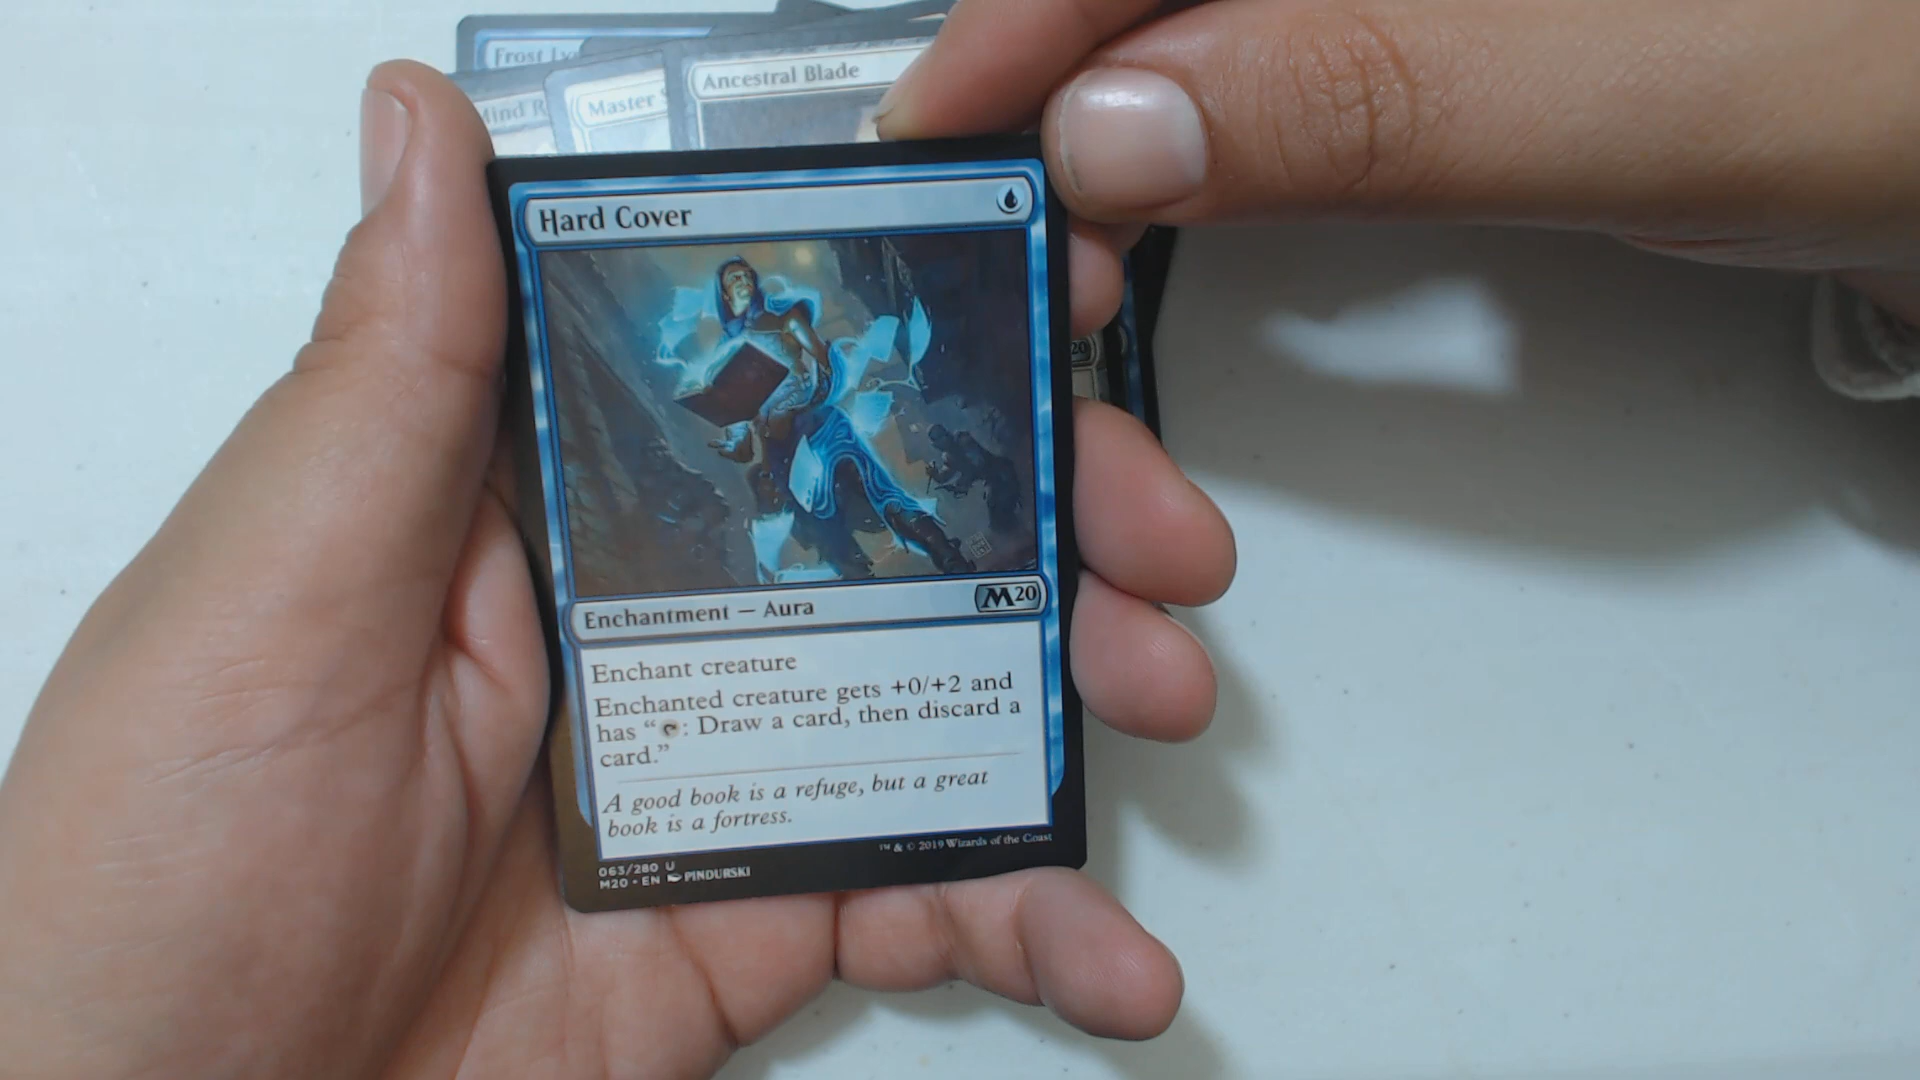 Frost
Mind
Master
Ancestral Blade
Hard Cover
20
Enchantment — Aura
M20
Enchant creature
Enchanted creature gets +0/+2 and
has “: Draw a card, then discard a
card.”
A good book is a refuge, but a great
book is a fortress.
063/280 U
™ & © 2019 Wizards of the Coast
M20 • EN PINDURSKI